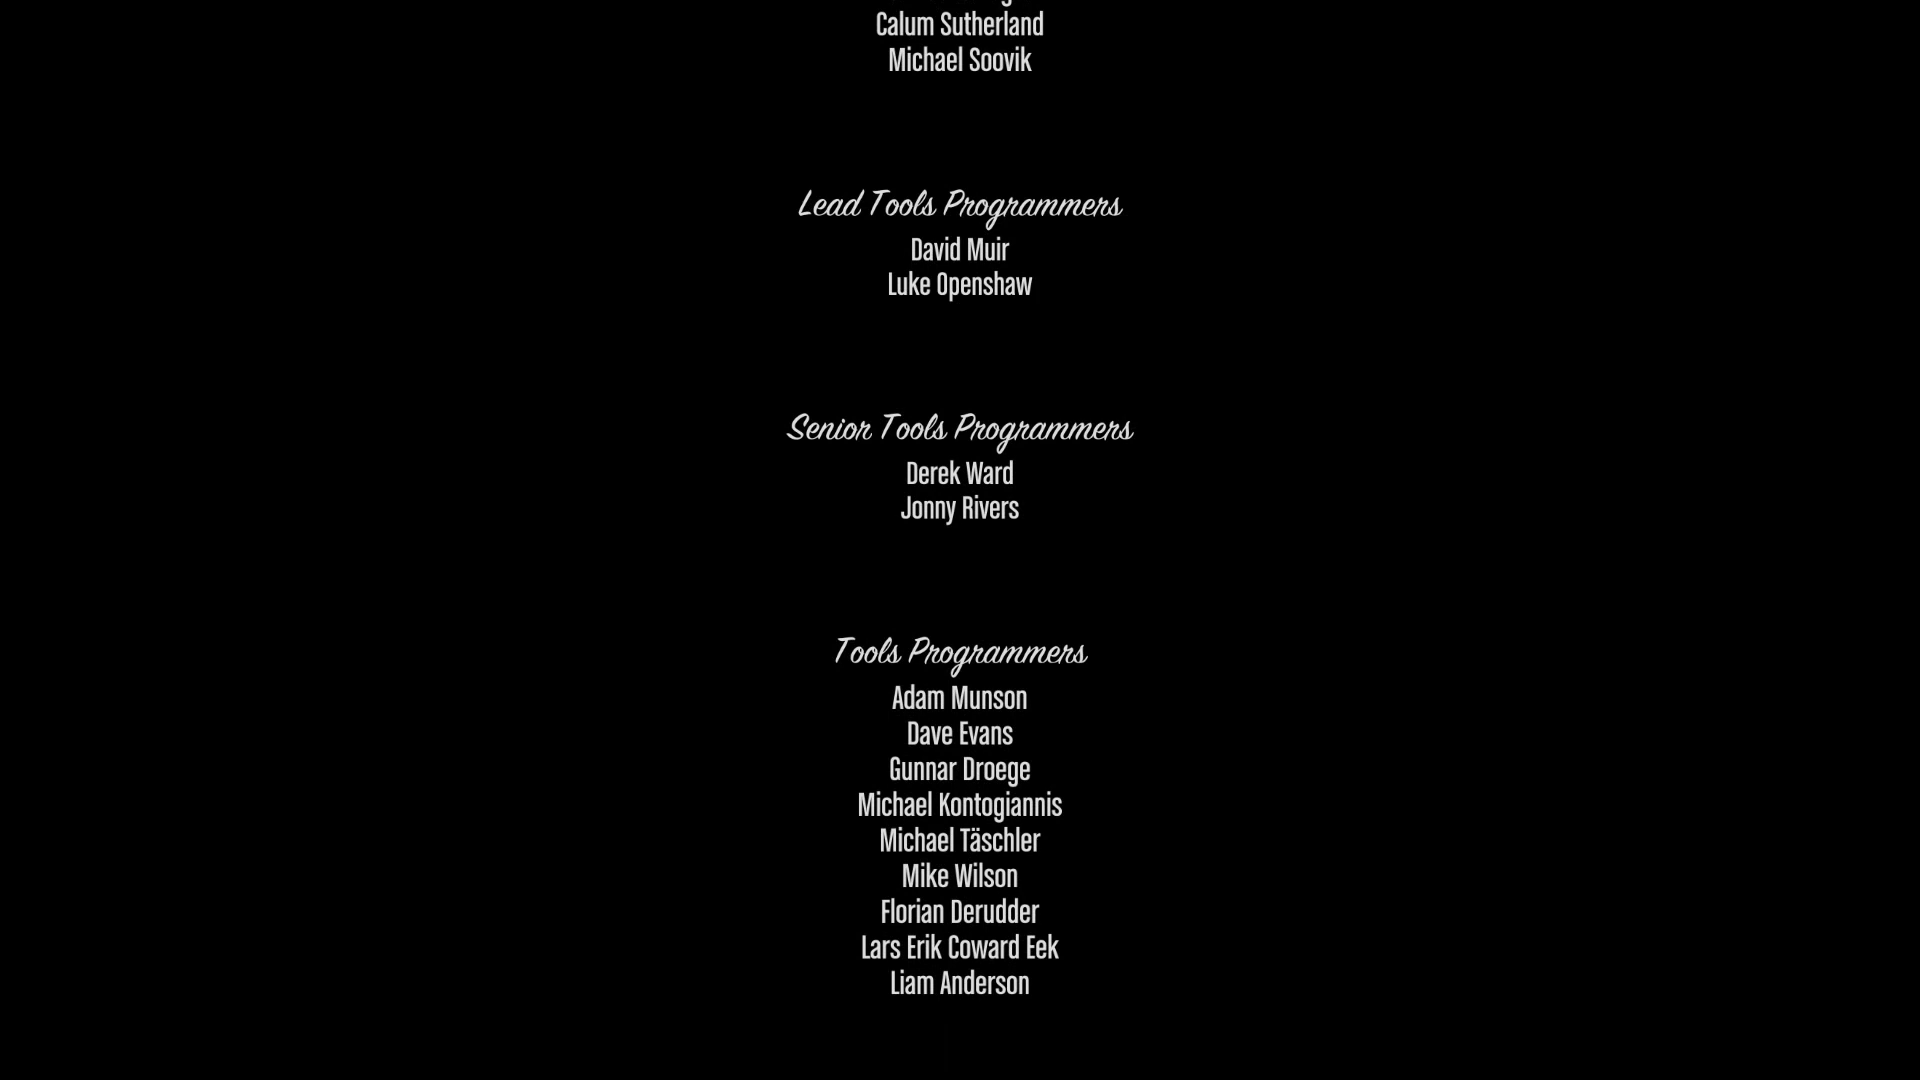 Calum Sutherland
Michael Soovik
Lead Tools Programmers
David Muir
Luke Openshaw
Senior Tools Programmers
Derek Ward
Jonny Rivers
Tools Programmers
Adam Munson
Dave Evans
Gunnar Droege
Michael Kontogiannis
Michael Täschler
Mike Wilson
Florian Derudder
Lars Erik Coward Eek
Liam Anderson